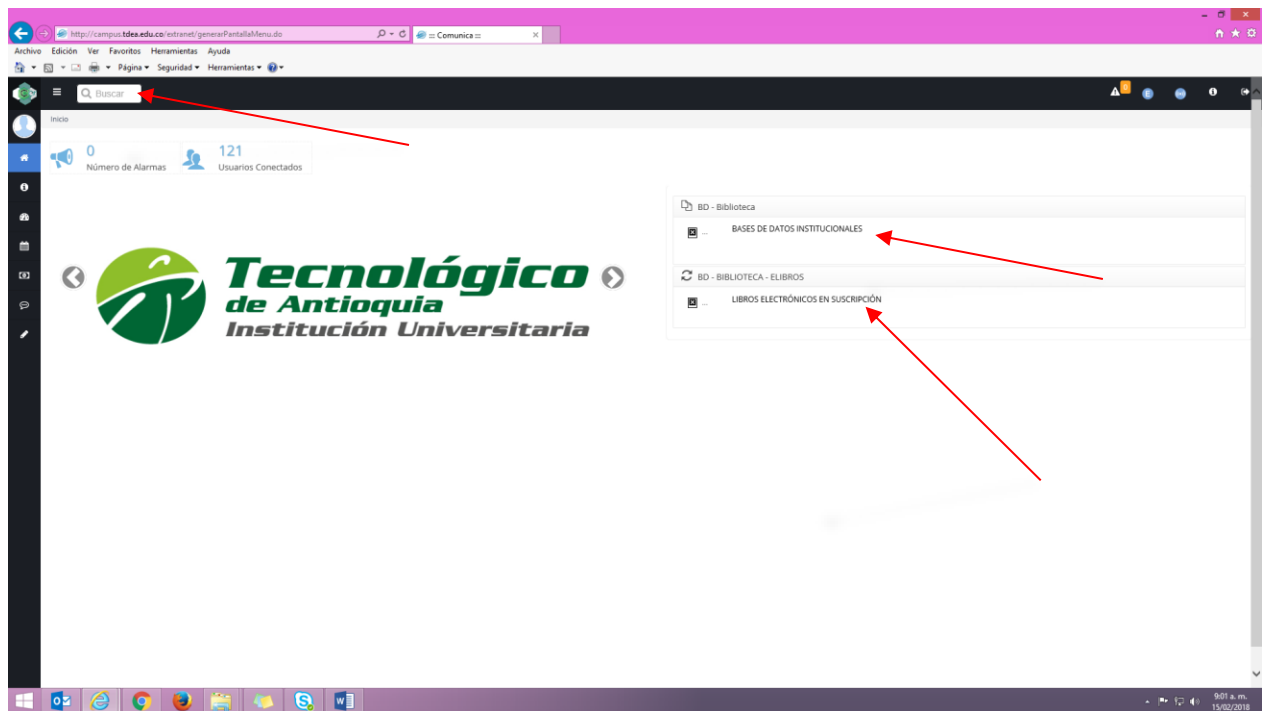 http://campus.tdea.edu.co/extranet/generarPantallaMenu.do
::: Comunica :::
Archivo Edición Ver Favoritos Herramientas Ayuda
Página Seguridad Herramientas
Buscar
Inicio
0
Número de Alarmas
121
Usuarios Conectados
BD - Biblioteca
... BASES DE DATOS INSTITUCIONALES
BD - BIBLIOTECA - ELIBROS
... LIBROS ELECTRÓNICOS EN SUSCRIPCIÓN
Tecnológico
de Antioquia
Institución Universitaria
9:01 a. m.
15/02/2018